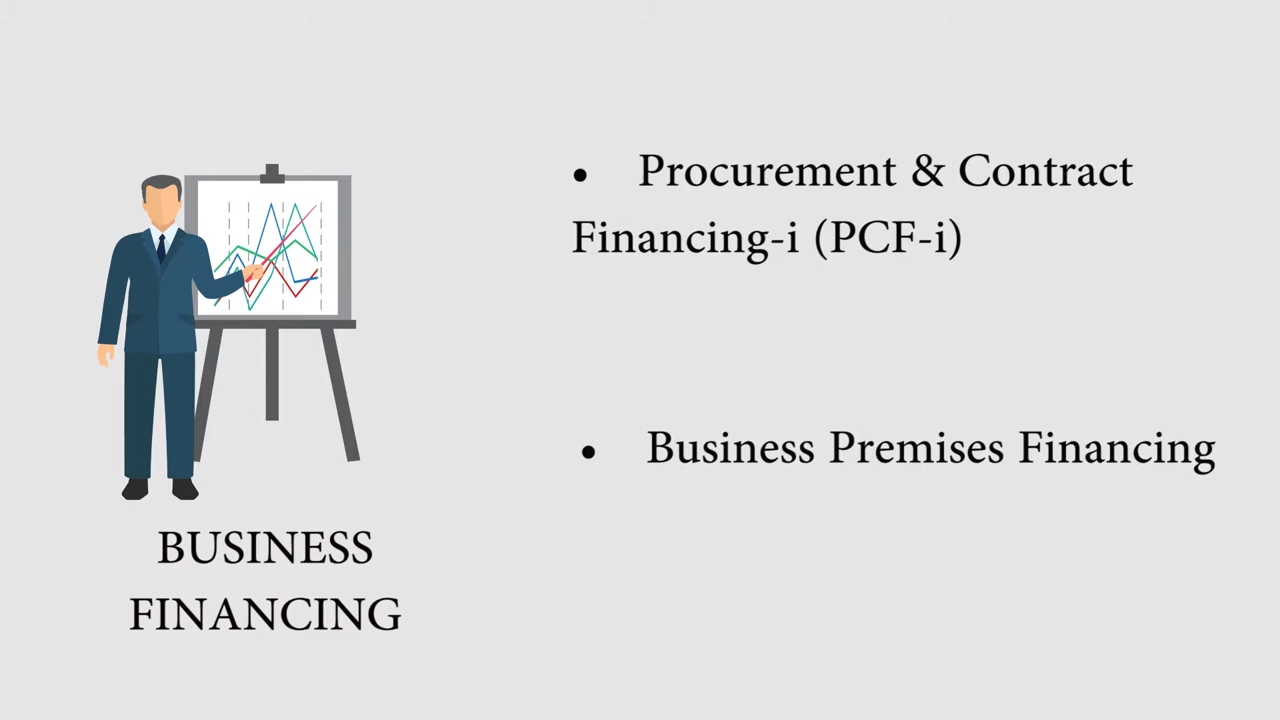 • Procurement & Contract
Financing-i (PCF-i)
• Business Premises Financing
BUSINESS
FINANCING